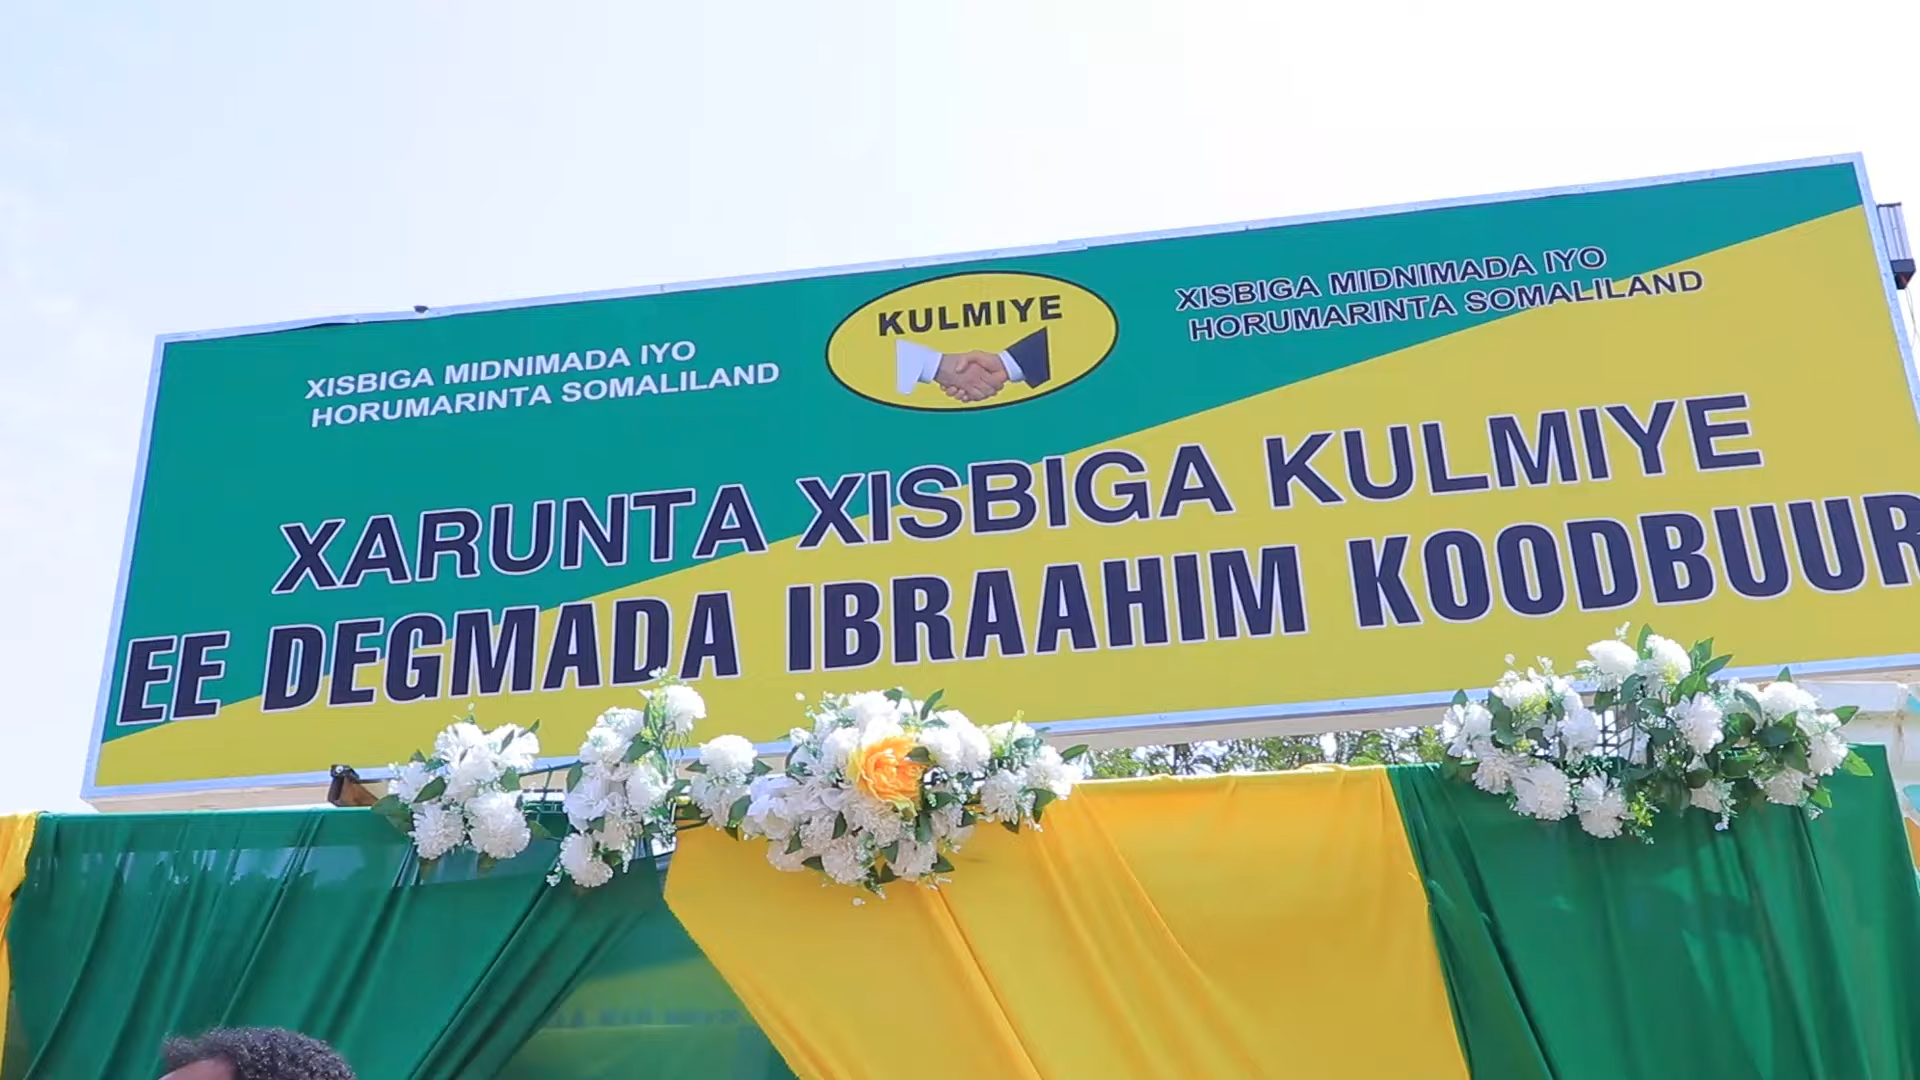 XISBIGA MIDNIMADA IYO
HORUMARINTA SOMALILAND
KULMIYE
XISBIGA MIDNIMADA IYO
HORUMARINTA SOMALILAND
XARUNTA XISBIGA KULMIYE
EE DEGMADA IBRAAHIM KOODBUUR